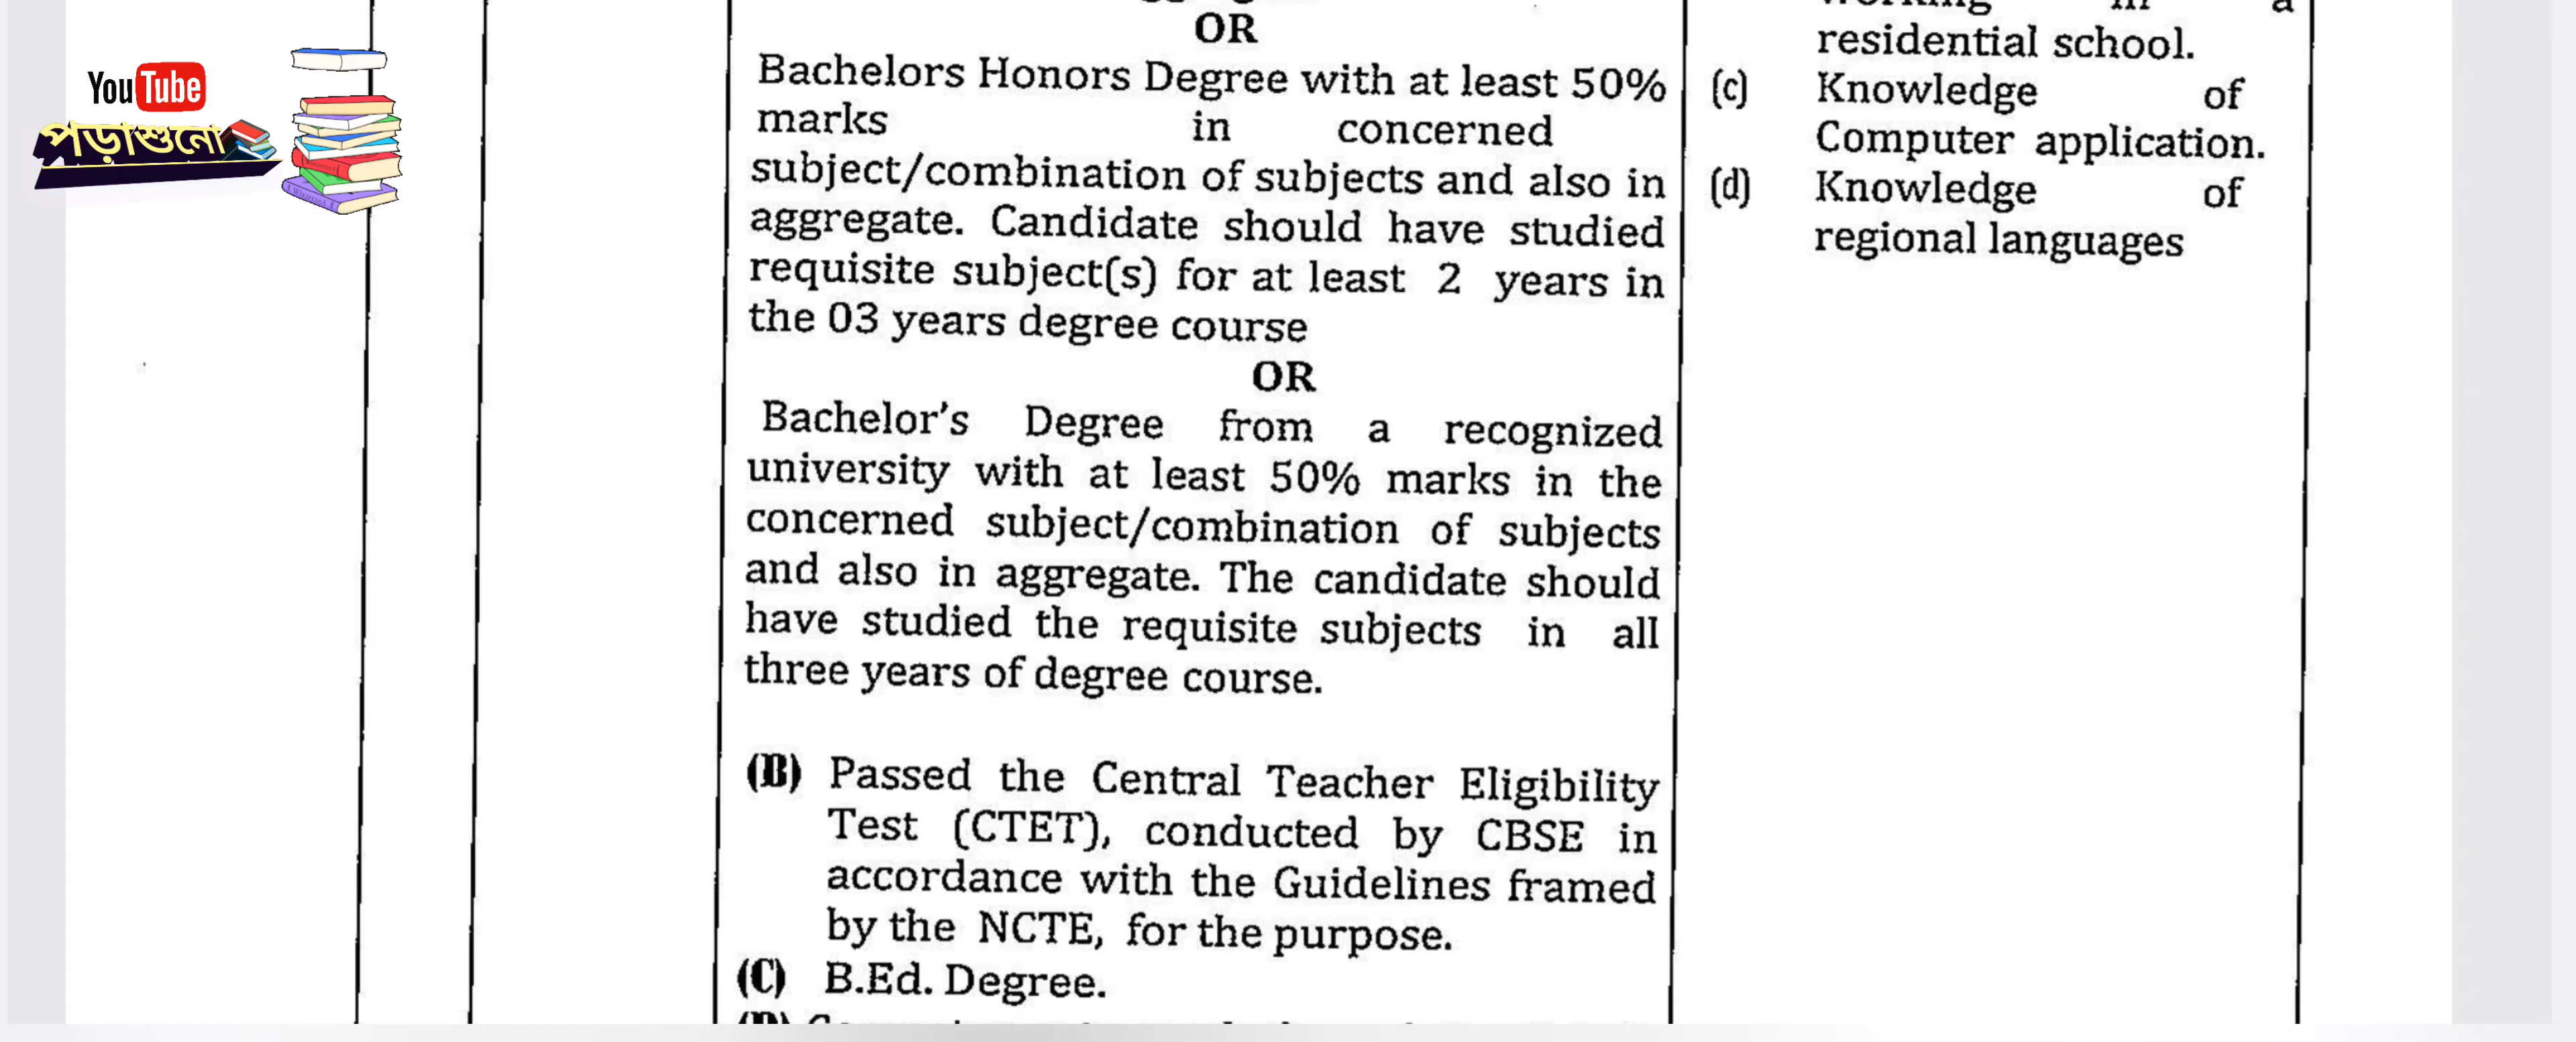 YouTube
পড়াশুনো
OR
Bachelors Honors Degree with at least 50%
marks in concerned
subject/combination of subjects and also in
aggregate. Candidate should have studied
requisite subject(s) for at least 2 years in
the 03 years degree course
OR
Bachelor's Degree from a recognized
university with at least 50% marks in the
concerned subject/combination of subjects
and also in aggregate. The candidate should
have studied the requisite subjects in all
three years of degree course.
(B) Passed the Central Teacher Eligibility
Test (CTET), conducted by CBSE in
accordance with the Guidelines framed
by the NCTE, for the purpose.
(C) B.Ed. Degree.
working in a
residential school.
(c) Knowledge of
Computer application.
(d) Knowledge of
regional languages